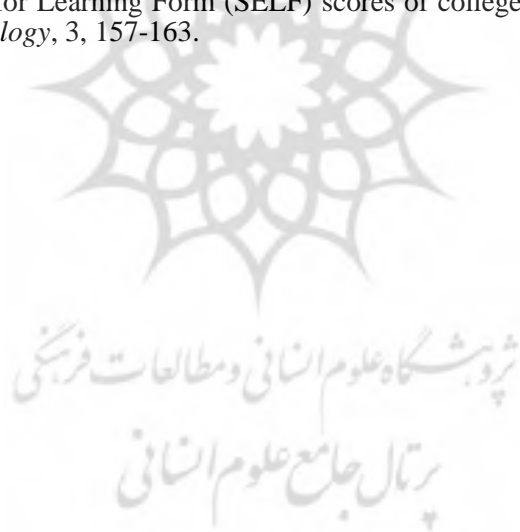 for Learning Form (SELF) scores of college
ology, 3, 157-163.
پژوهشگاه علوم انسانی و مطالعات فرهنگی
پرتال جامع علوم انسانی